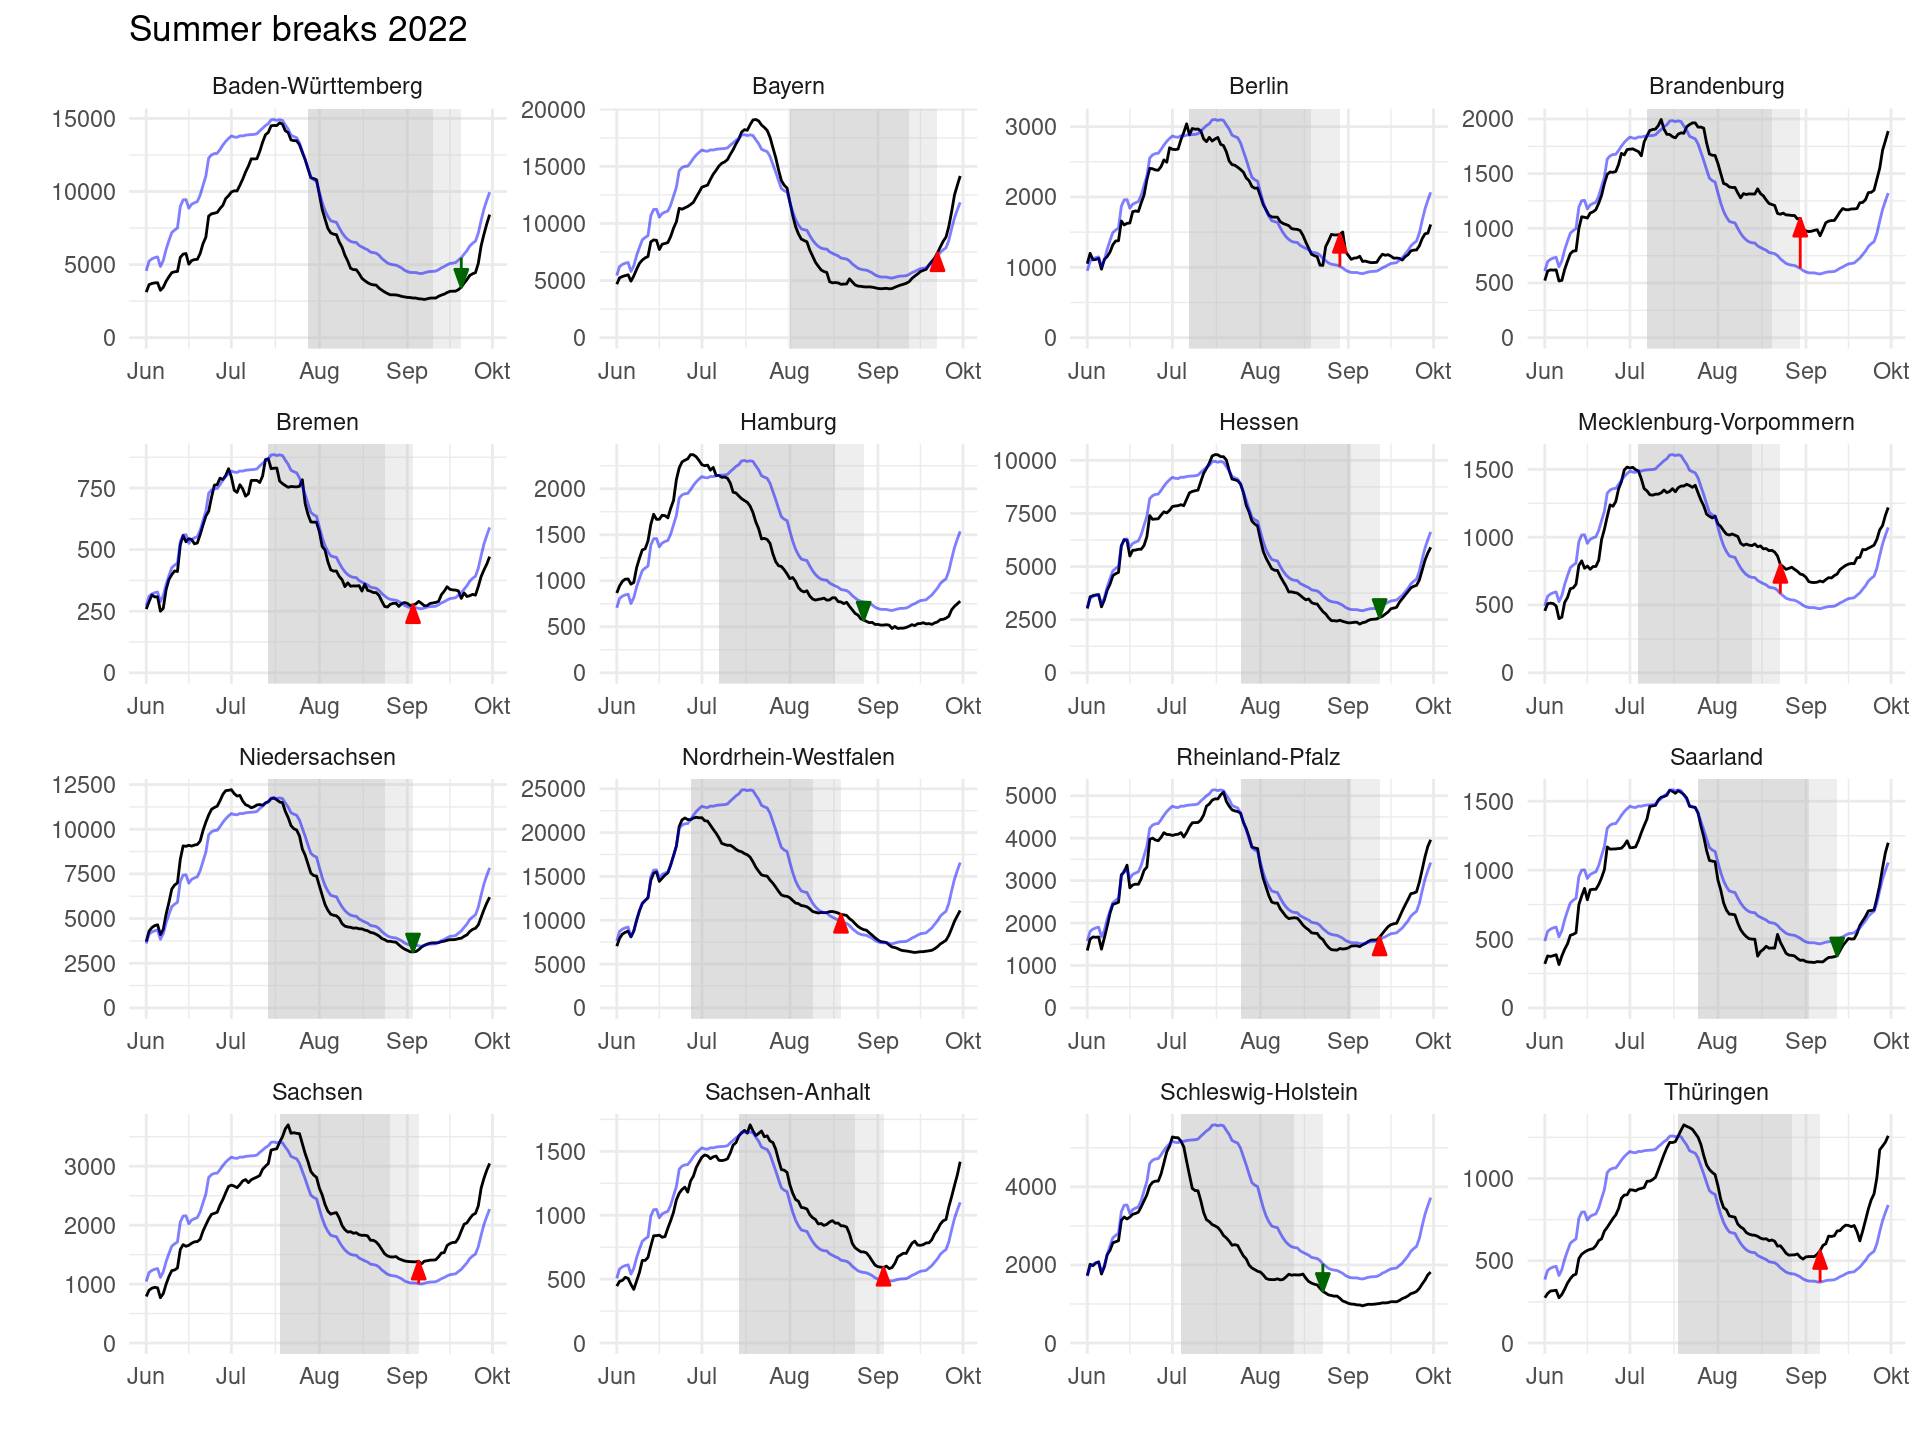 Summer breaks 2022
Baden-Württemberg
Bayern
Berlin
Brandenburg
15000
10000
5000
0
20000
15000
10000
5000
0
3000
2000
1000
0
2000
1500
1000
500
0
Jun Jul Aug Sep Okt
Jun Jul Aug Sep Okt
Jun Jul Aug Sep Okt
Jun Jul Aug Sep Okt
Bremen
Hamburg
Hessen
Mecklenburg-Vorpommern
750
500
250
0
2000
1500
1000
500
0
10000
7500
5000
2500
0
1500
1000
500
0
Jun Jul Aug Sep Okt
Jun Jul Aug Sep Okt
Jun Jul Aug Sep Okt
Jun Jul Aug Sep Okt
Niedersachsen
Nordrhein-Westfalen
Rheinland-Pfalz
Saarland
12500
10000
7500
5000
2500
0
25000
20000
15000
10000
5000
0
5000
4000
3000
2000
1000
0
1500
1000
500
0
Jun Jul Aug Sep Okt
Jun Jul Aug Sep Okt
Jun Jul Aug Sep Okt
Jun Jul Aug Sep Okt
Sachsen
Sachsen-Anhalt
Schleswig-Holstein
Thüringen
3000
2000
1000
0
1500
1000
500
0
4000
2000
0
1000
500
0
Jun Jul Aug Sep Okt
Jun Jul Aug Sep Okt
Jun Jul Aug Sep Okt
Jun Jul Aug Sep Okt